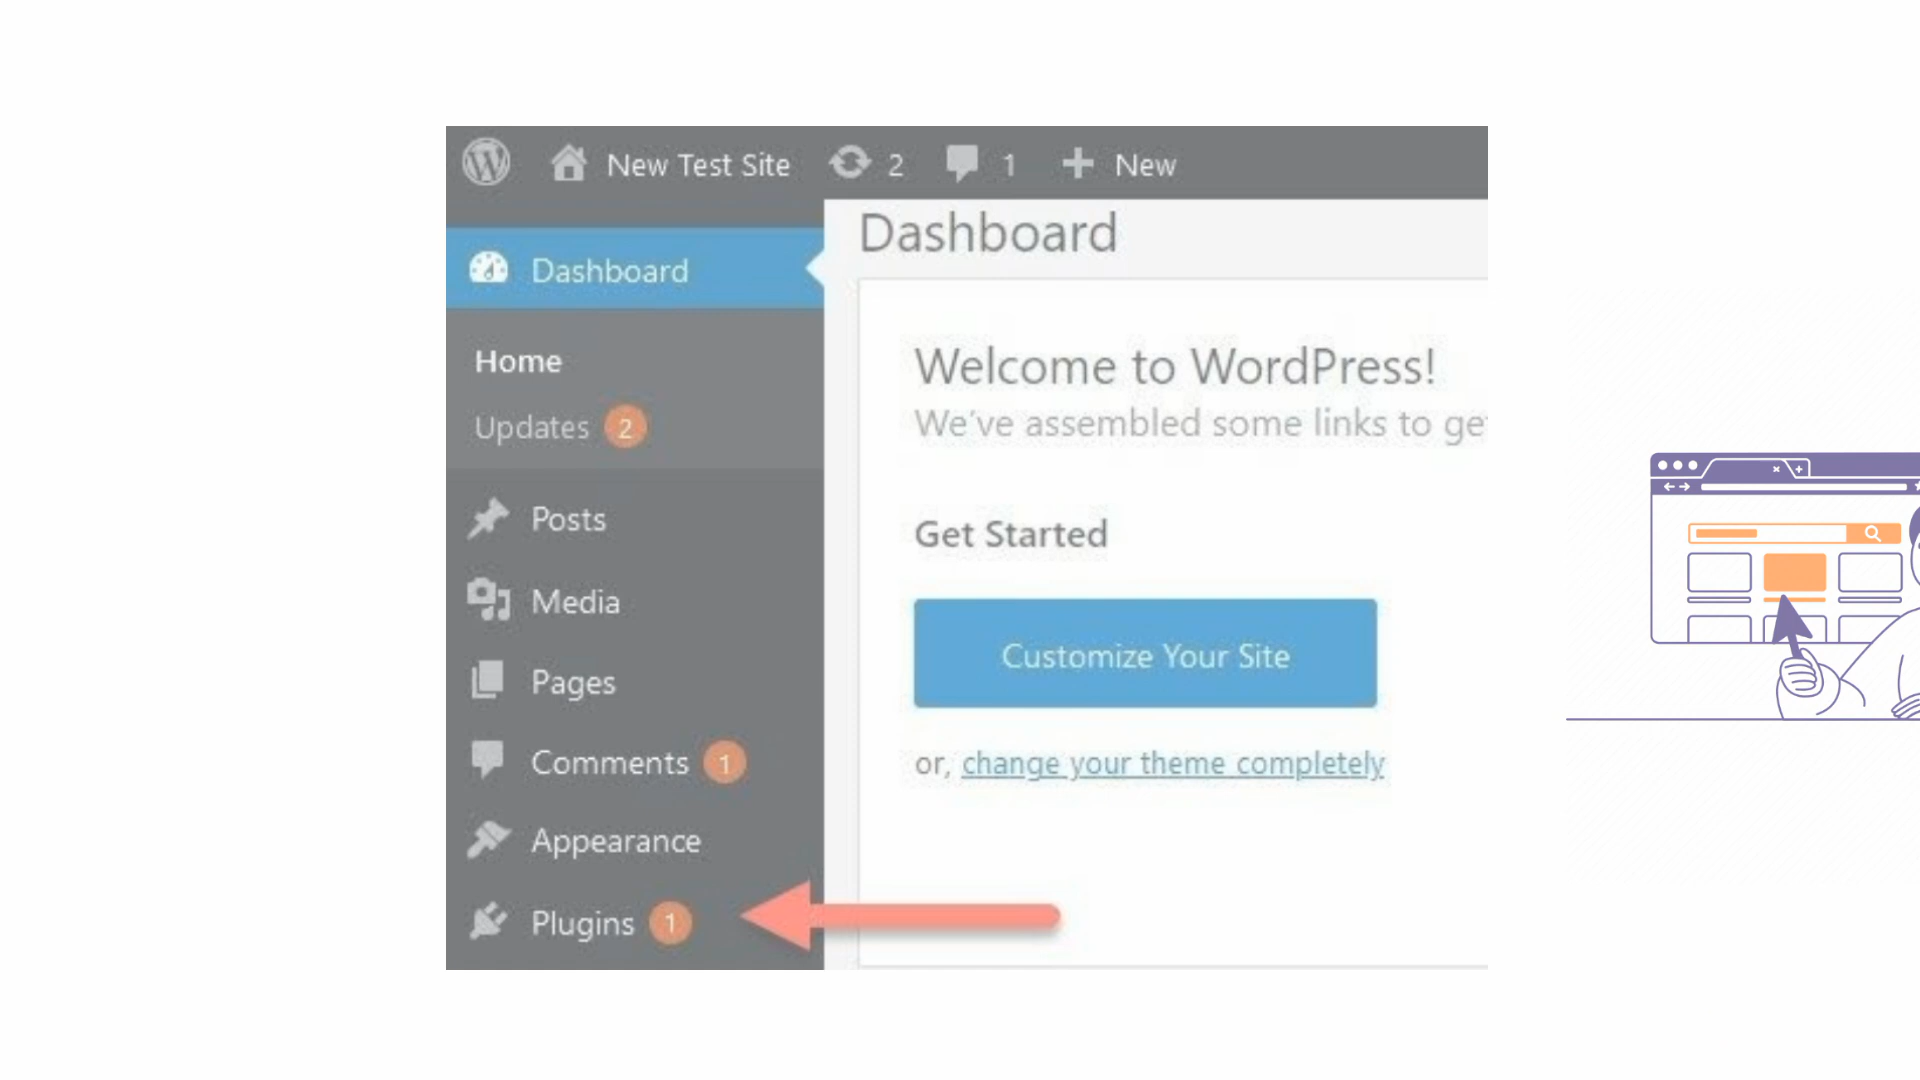 New Test Site 2 1 + New
Dashboard
Dashboard
Home
Updates 2
Posts
Media
Pages
Comments 1
Appearance
Plugins 1
Welcome to WordPress!
We've assembled some links to ge
Get Started
Customize Your Site
or, change your theme completely